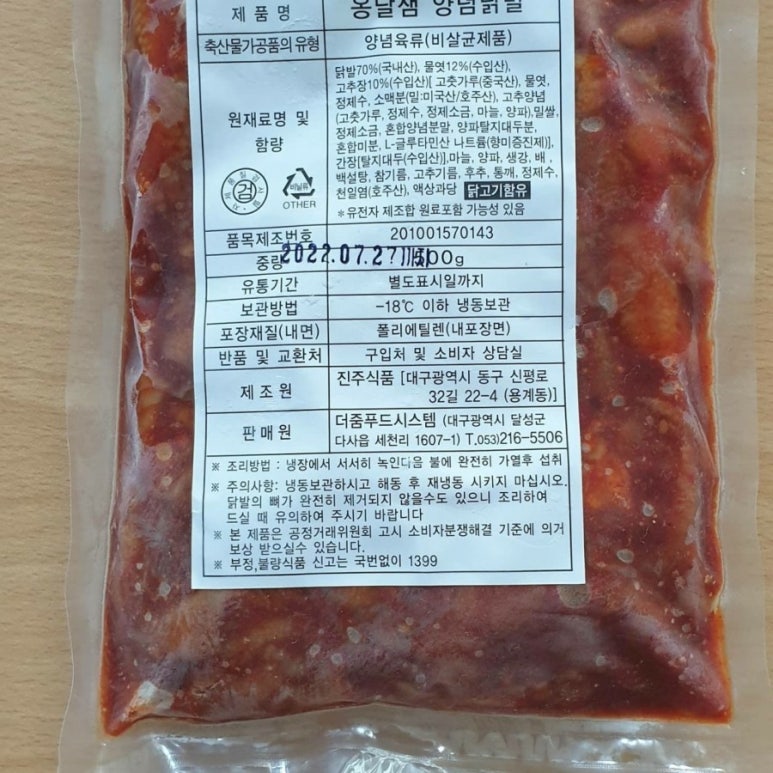 제 품 명
옹달샘 양념닭발
축산물가공품의 유형
양념육류(비살균제품)
원재료명 및
함량
닭발70%(국내산), 물엿12%(수입산),
고추장10%(수입산)[ 고춧가루(중국산), 물엿,
정제수, 소맥분(밀:미국산/호주산), 고추양념
(고춧가루, 정제수, 정제소금, 마늘, 양파),밀쌀,
정제소금, 혼합양념분말, 양파탈지대두분,
혼합미분, L-글루타민산 나트륨(향미증진제)],
간장[탈지대두(수입산)],마늘, 양파, 생강, 배 ,
백설탕, 참기름, 고추기름, 후추, 통깨, 정제수,
천일염(호주산), 액상과당 닭고기함유
*유전자 제조합 원료포함 가능성 있음
검
비닐류
OTHER
품목제조번호
201001570143
중량
00g
2022.07.27
유통기간
별도표시일까지
보관방법
-18℃ 이하 냉동보관
포장재질(내면)
폴리에틸렌(내포장면)
반품 및 교환처
구입처 및 소비자 상담실
제 조 원
진주식품 [대구광역시 동구 신평로
32길 22-4 (용계동)]
판 매 원
더줌푸드시스템 (대구광역시 달성군
다사읍 세천리 1607-1) T.053)216-5506
※ 조리방법 : 냉장에서 서서히 녹인다음 불에 완전히 가열후 섭취
※ 주의사항: 냉동보관하시고 해동 후 재냉동 시키지 마십시오.
닭발의 뼈가 완전히 제거되지 않을수도 있으니 조리하여
드실 때 유의하여 주시기 바랍니다
※ 본 제품은 공정거래위원회 고시 소비자분쟁해결 기준에 의거
보상 받으실수 있습니다.
※ 부정,불량식품 신고는 국번없이 1399